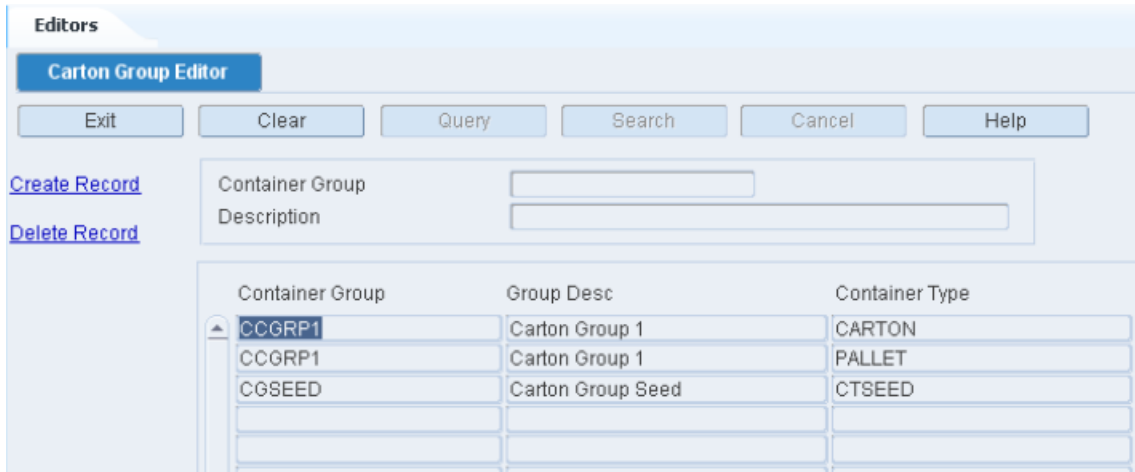 Editors
Carton Group Editor
Exit Clear Query Search Cancel Help
Create Record
Container Group
Description
Delete Record
Container Group Group Desc Container Type
CCGRP1 Carton Group 1 CARTON
CCGRP1 Carton Group 1 PALLET
CGSEED Carton Group Seed CTSEED